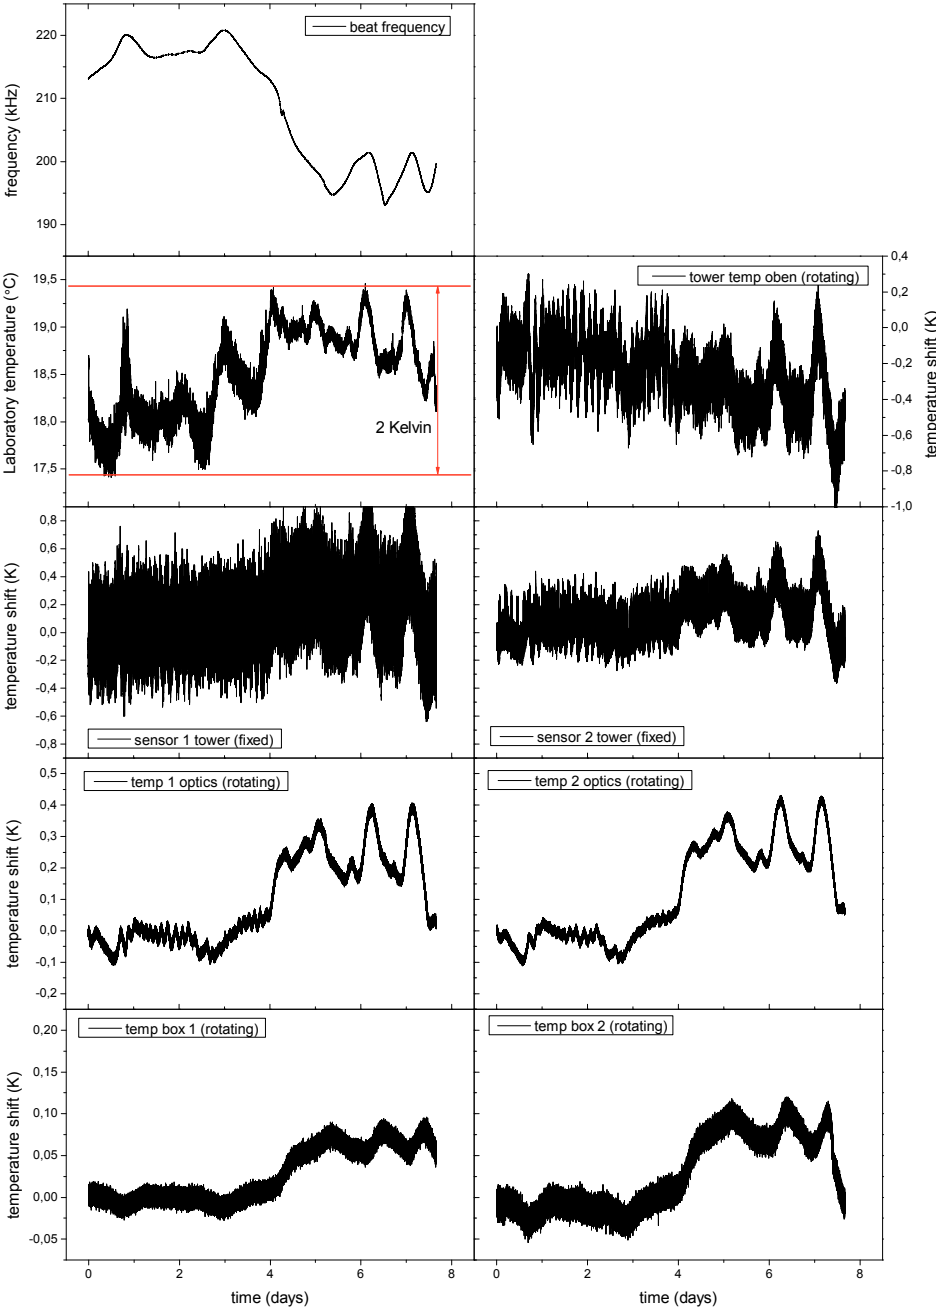 beat frequency
220
210
200
190
frequency (kHz)
19,5
19,0
18,5
18,0
17,5
Laboratory temperature (°C)
2 Kelvin
tower temp oben (rotating)
0,4
0,2
0,0
-0,2
-0,4
-0,6
-0,8
-1,0
temperature shift (K)
0,8
0,6
0,4
0,2
0,0
-0,2
-0,4
-0,6
-0,8
temperature shift (K)
sensor 1 tower (fixed)
sensor 2 tower (fixed)
temp 1 optics (rotating)
temp 2 optics (rotating)
0,5
0,4
0,3
0,2
0,1
0,0
-0,1
-0,2
temperature shift (K)
temp box 1 (rotating)
temp box 2 (rotating)
0,20
0,15
0,10
0,05
0,00
-0,05
temperature shift (K)
0 2 4 6 8
0 2 4 6 8
time (days)
time (days)